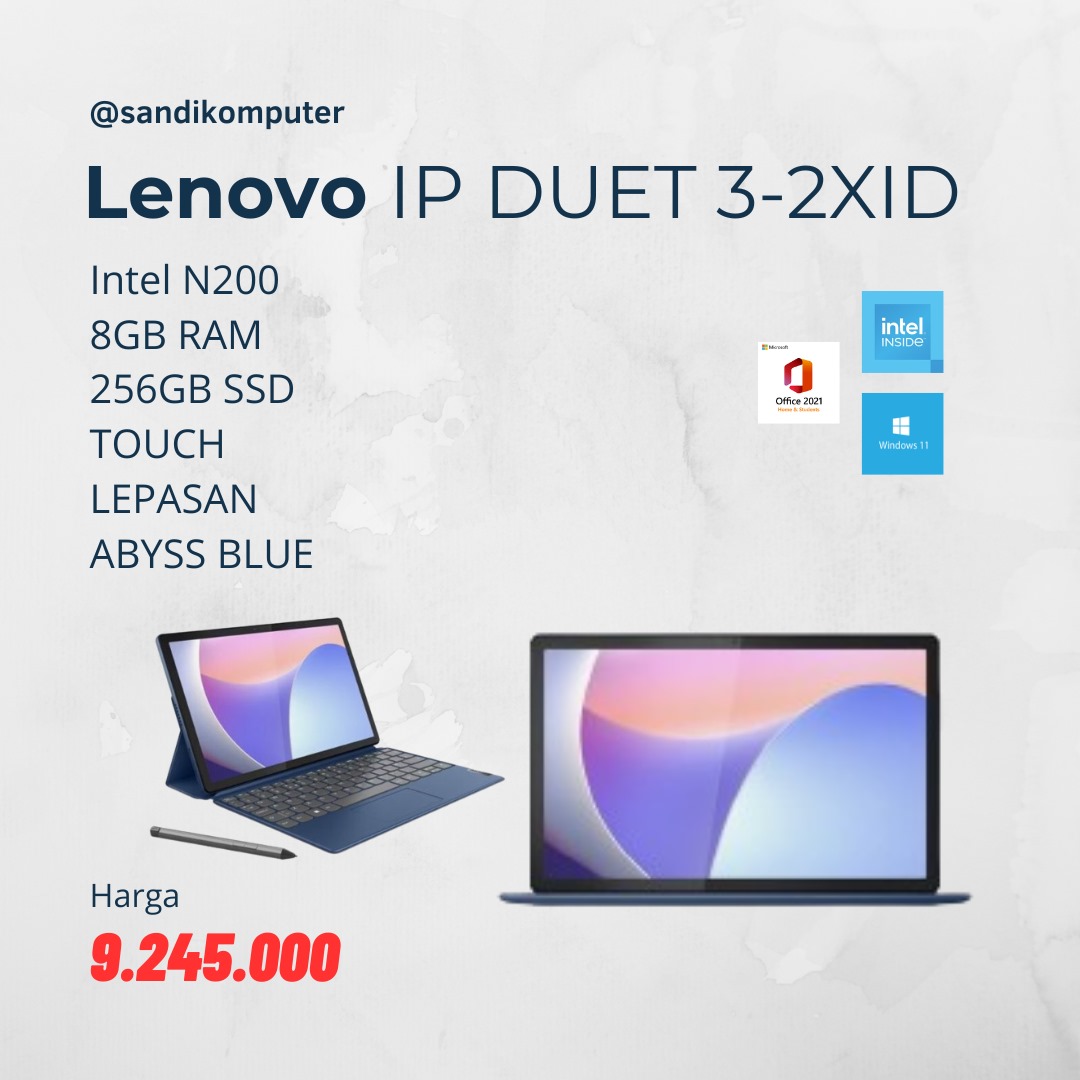 @sandikomputer
Lenovo IP DUET 3-2XID
Intel N200
8GB RAM
256GB SSD
TOUCH
LEPASAN
ABYSS BLUE
intel
INSIDE
Microsoft
Office 2021
Home & Students
Windows 11
Harga
9.245.000